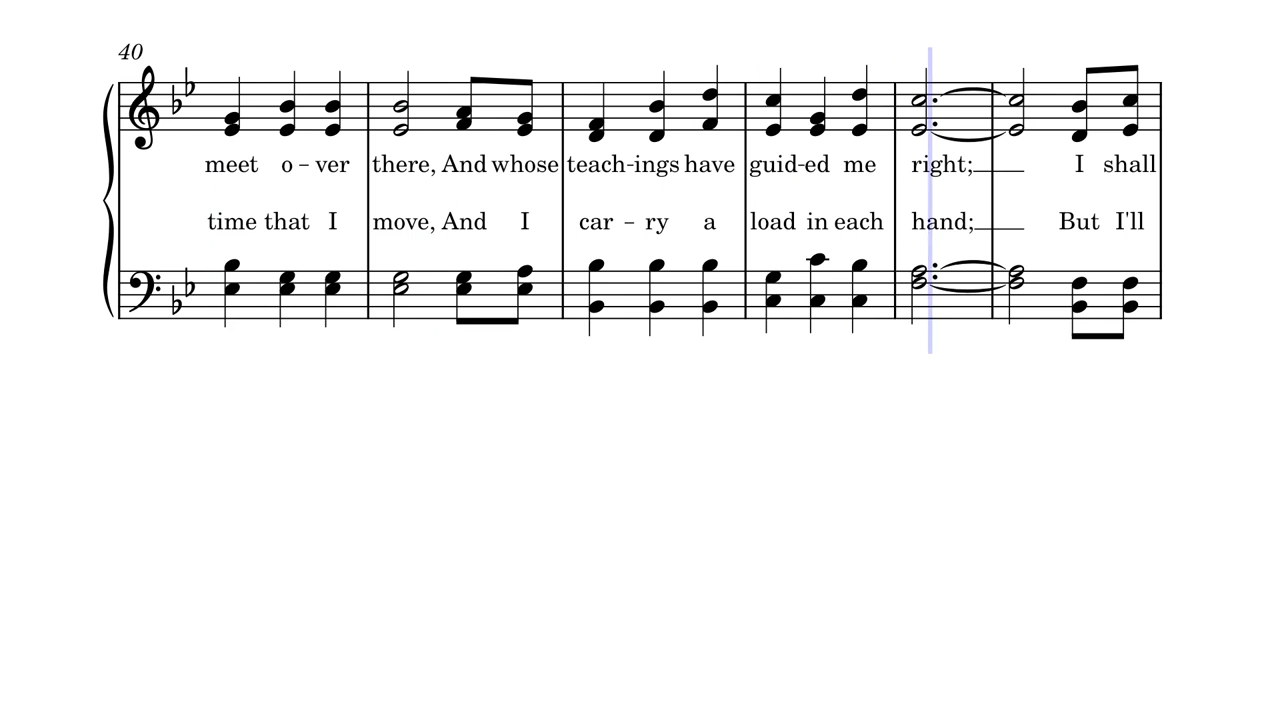 40
meet o - ver there, And whose teach-ings have guid-ed me right; I shall
time that I move, And I car - ry a load in each hand; But I'll